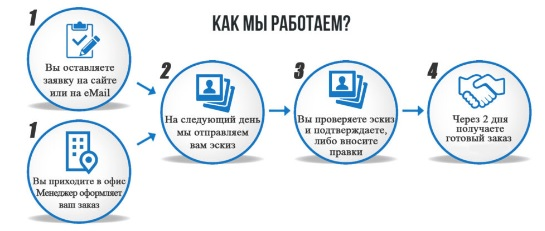 КАК МЫ РАБОТАЕМ?
1
Вы оставляете
заявку на сайте
или на eMail
1
Вы приходите в офис
Менеджер оформляет
ваш заказ
2
На следующий день
мы отправляем
вам эскиз
3
Вы проверяете эскиз
и подтверждаете,
либо вносите
правки
4
Через 2 дня
получаете
готовый заказ